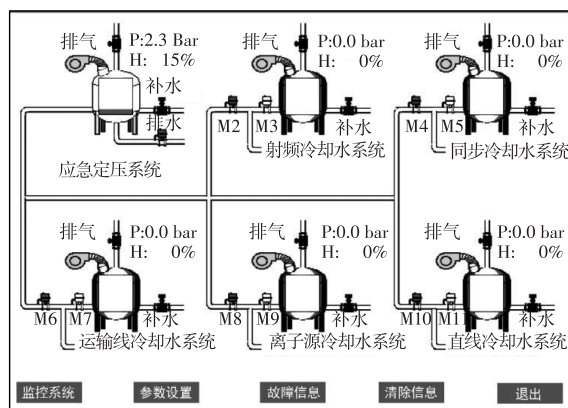 排气
P:2.3 Bar
H: 15%
补水
排水
应急定压系统
排气
P:0.0 bar
H: 0%
M2
M3
补水
射频冷却水系统
排气
P:0.0 bar
H: 0%
M4
M5
补水
同步冷却水系统
排气
P:0.0 bar
H: 0%
M6
M7
补水
运输线冷却水系统
排气
P:0.0 bar
H: 0%
M8
M9
补水
离子源冷却水系统
排气
P:0.0 bar
H: 0%
M10
M11
补水
直线冷却水系统
监控系统
参数设置
故障信息
清除信息
退出